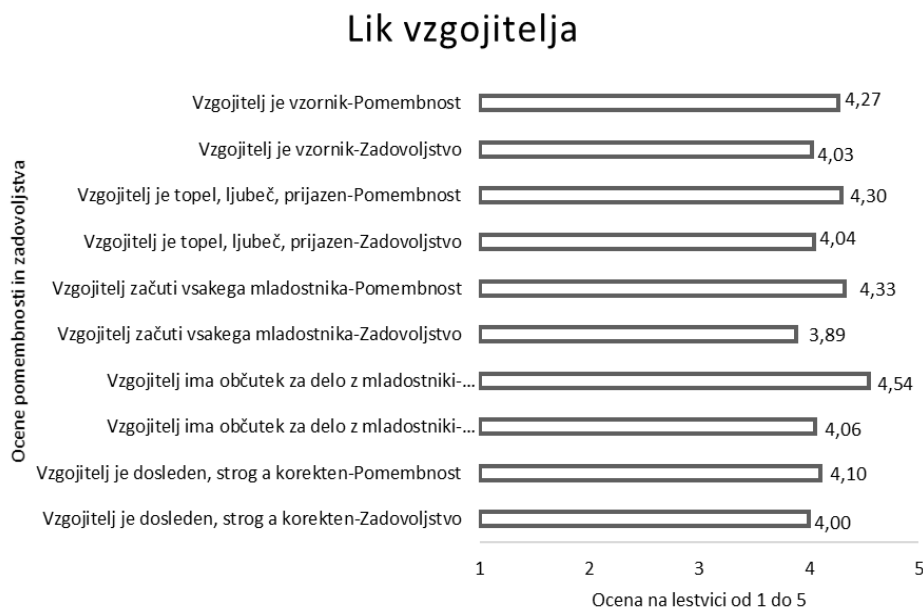 Lik vzgojitelja
Ocene pomembnosti in zadovoljstva
Vzgojitelj je vzornik-Pomembnost 4,27
Vzgojitelj je vzornik-Zadovoljstvo 4,03
Vzgojitelj je topel, ljubeč, prijazen-Pomembnost 4,30
Vzgojitelj je topel, ljubeč, prijazen-Zadovoljstvo 4,04
Vzgojitelj začuti vsakega mladostnika-Pomembnost 4,33
Vzgojitelj začuti vsakega mladostnika-Zadovoljstvo 3,89
Vzgojitelj ima občutek za delo z mladostniki-... 4,54
Vzgojitelj ima občutek za delo z mladostniki-... 4,06
Vzgojitelj je dosleden, strog a korekten-Pomembnost 4,10
Vzgojitelj je dosleden, strog a korekten-Zadovoljstvo 4,00
1 2 3 4 5
Ocena na lestvici od 1 do 5